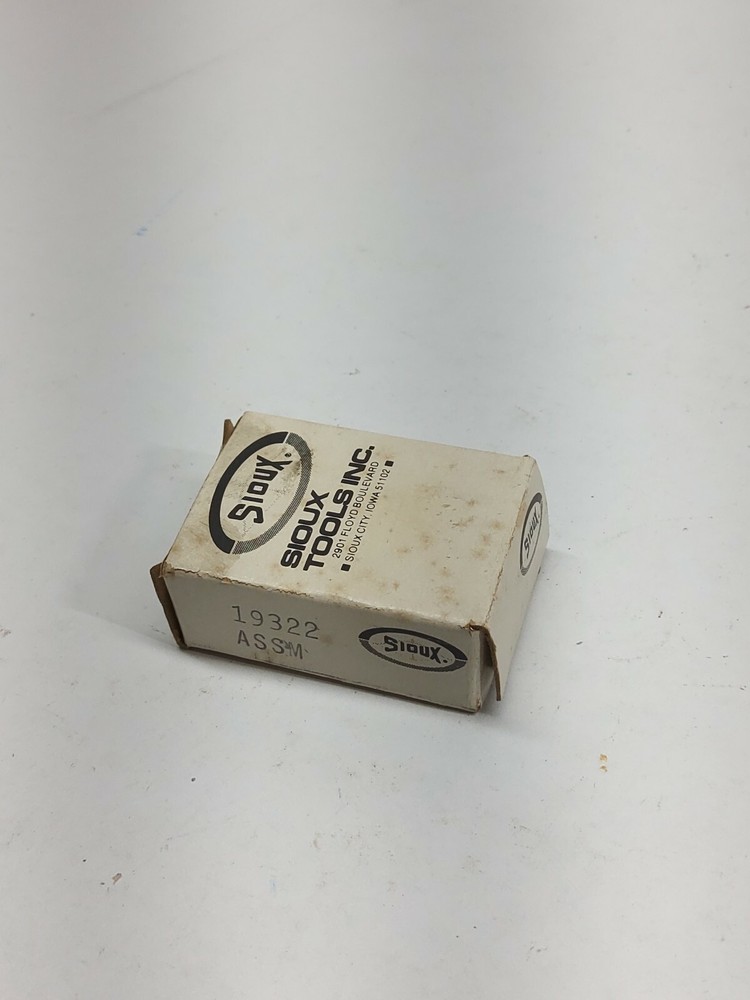 SIOUX®
SIOUX
TOOLS INC.
2901 FLOYD BOULEVARD
■ SIOUX CITY, IOWA 51102 ■
19322
ASSM
SIOUX®
SIOUX